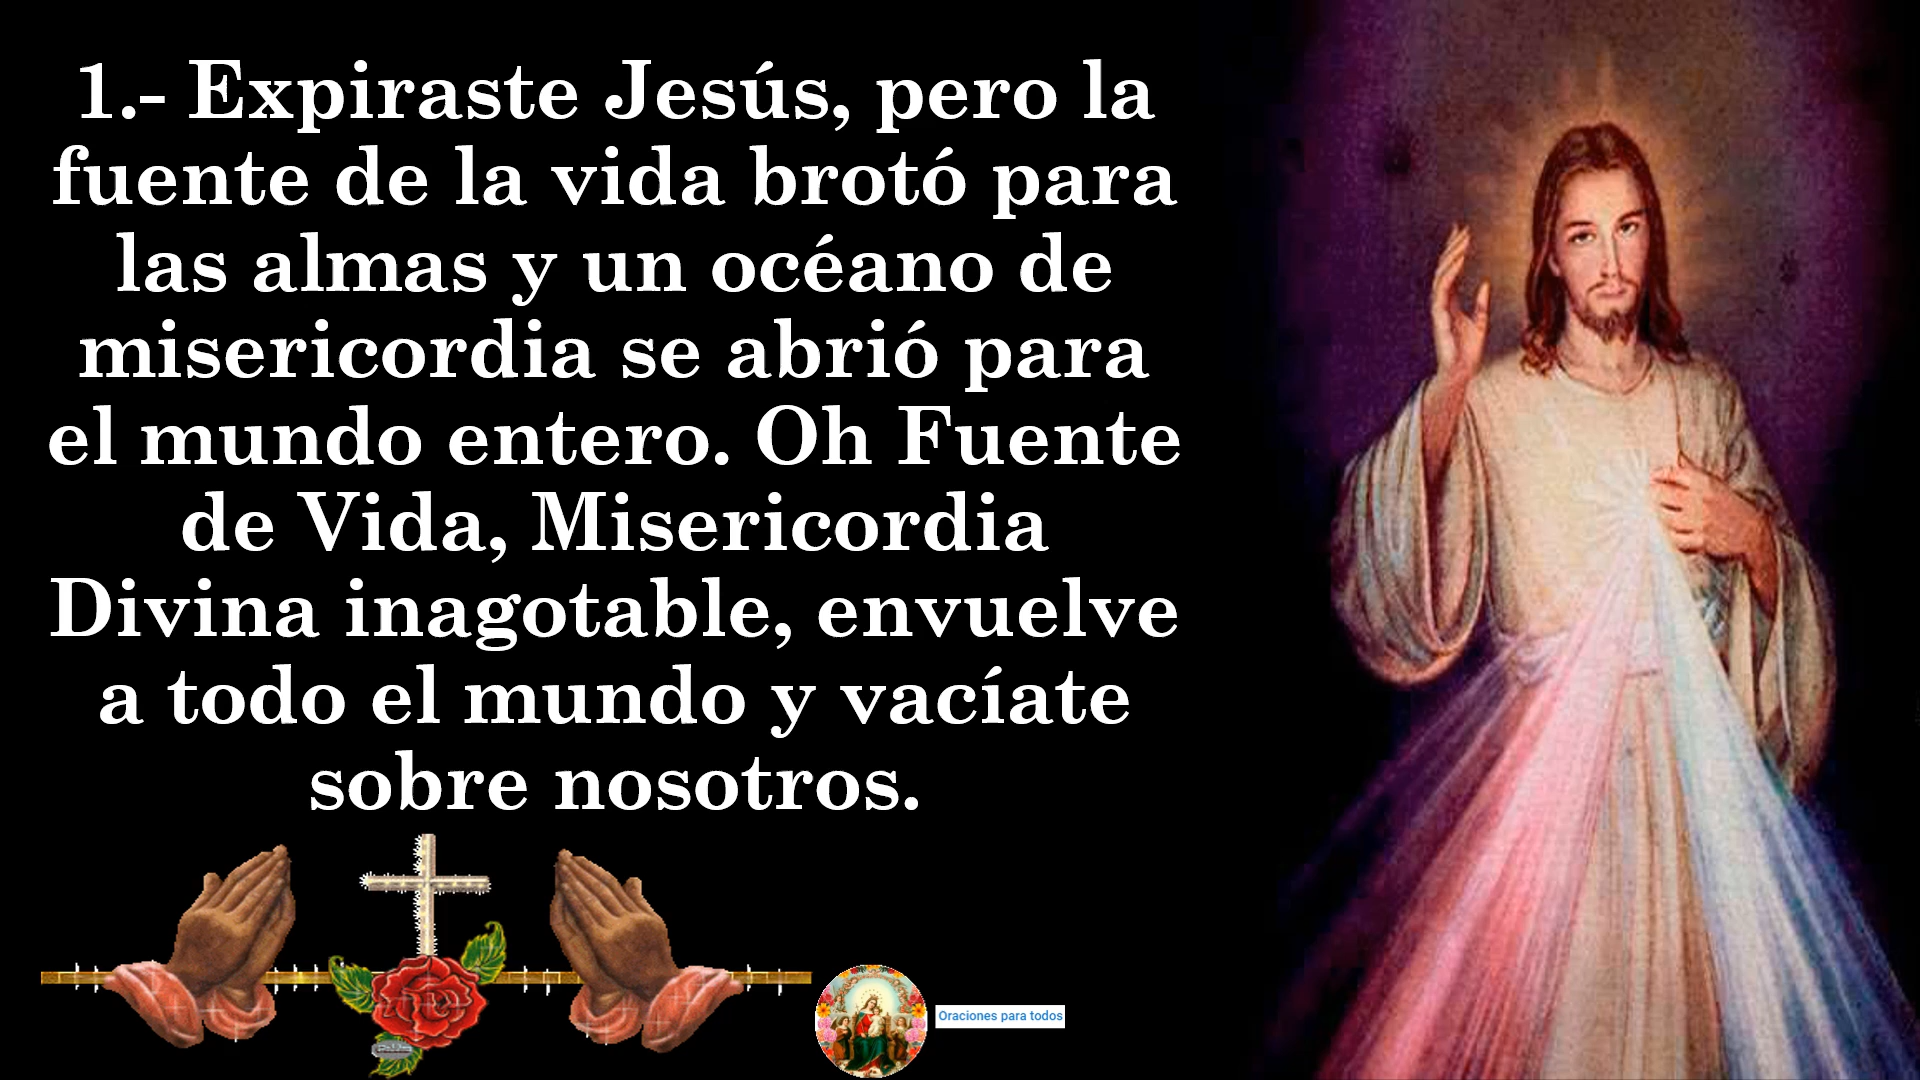 1.- Expiraste Jesús, pero la
fuente de la vida brotó para
las almas y un océano de
misericordia se abrió para
el mundo entero. Oh Fuente
de Vida, Misericordia
Divina inagotable, envuelve
a todo el mundo y vacíate
sobre nosotros.
Oraciones para todos